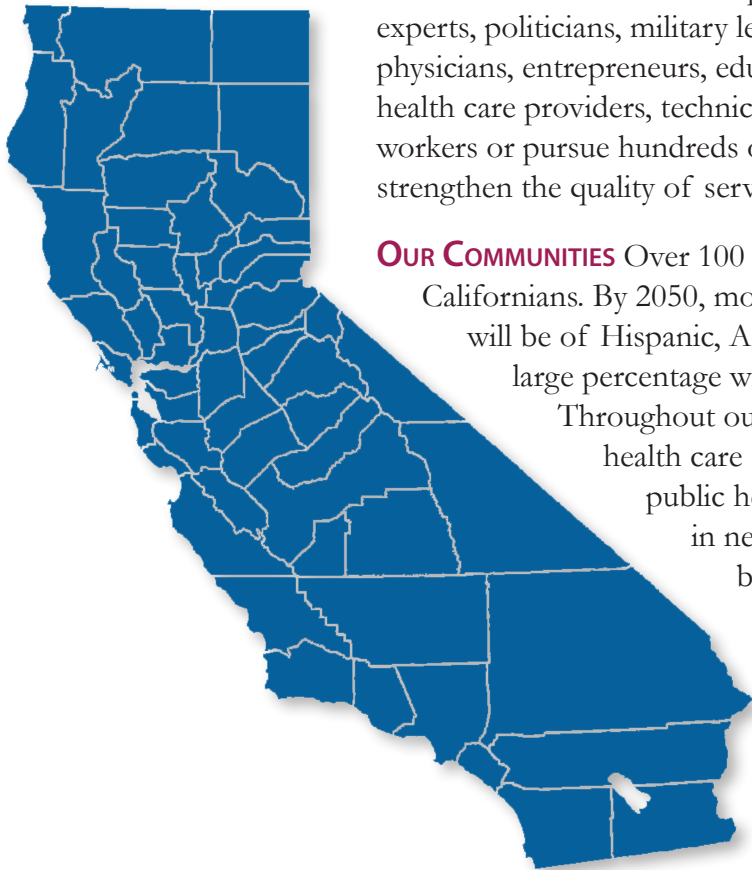 experts, politicians, military le
physicians, entrepreneurs, edu
health care providers, technic
workers or pursue hundreds o
strengthen the quality of serv
OUR COMMUNITIES Over 100
Californians. By 2050, mo
will be of Hispanic, A
large percentage w
Throughout ou
health care
public he
in ne
b